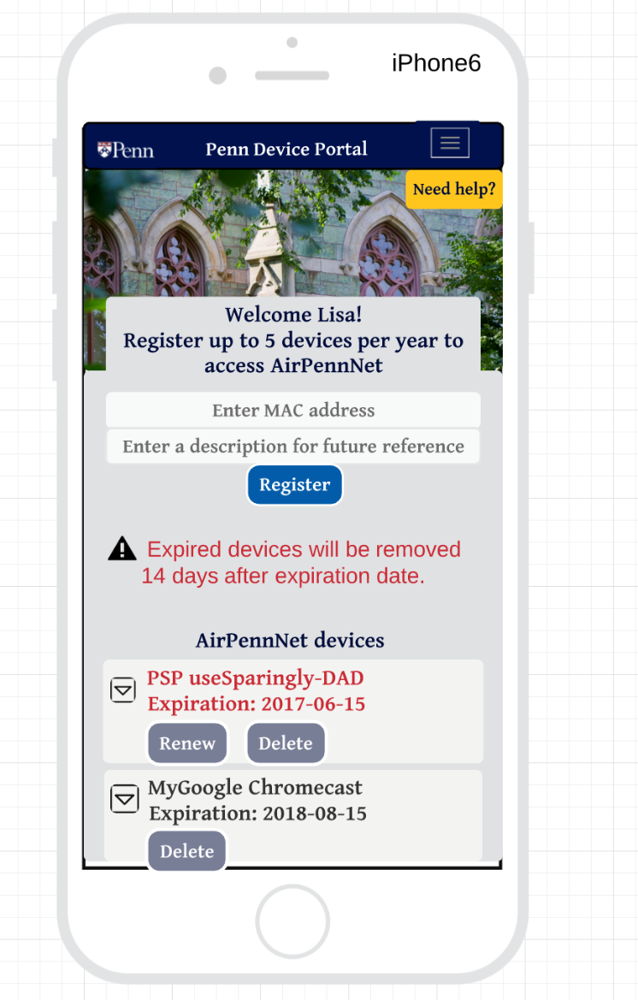 iPhone6
Penn
Penn Device Portal
Need help?
Welcome Lisa!
Register up to 5 devices per year to
access AirPennNet
Enter MAC address
Enter a description for future reference
Register
Expired devices will be removed
14 days after expiration date.
AirPennNet devices
PSP useSparingly-DAD
Expiration: 2017-06-15
Renew
Delete
MyGoogle Chromecast
Expiration: 2018-08-15
Delete